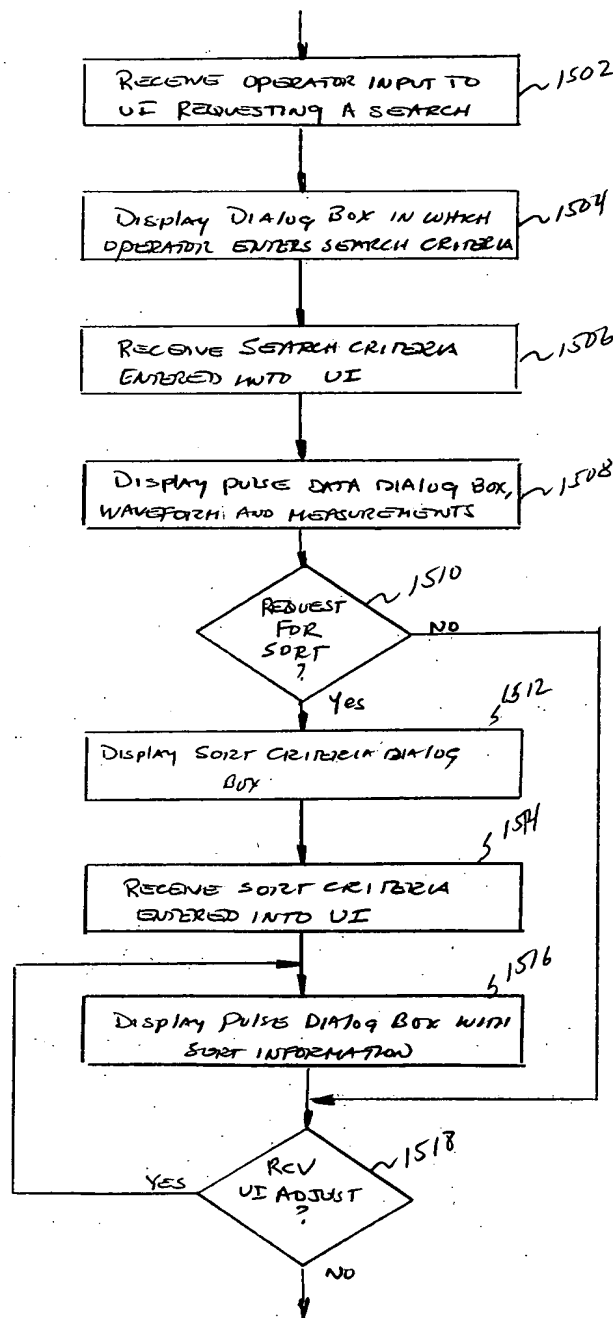 RECEIVE OPERATOR INPUT TO
UI REQUESTING A SEARCH
1502
DISPLAY DIALOG BOX IN WHICH
OPERATOR ENTERS SEARCH CRITERIA
1504
RECEIVE SEARCH CRITERIA
ENTERED INTO UI
1506
DISPLAY PULSE DATA DIALOG BOX,
WAVEFORM AND MEASUREMENTS
1508
1510
REQUEST
FOR
SORT
?
NO
Yes
1512
DISPLAY SORT CRITERIA DIALOG
BOX
1514
RECEIVE SORT CRITERIA
ENTERED INTO UI
1516
DISPLAY PULSE DIALOG BOX WITH
SORT INFORMATION
1518
RCV
UI ADJUST
?
YES
NO